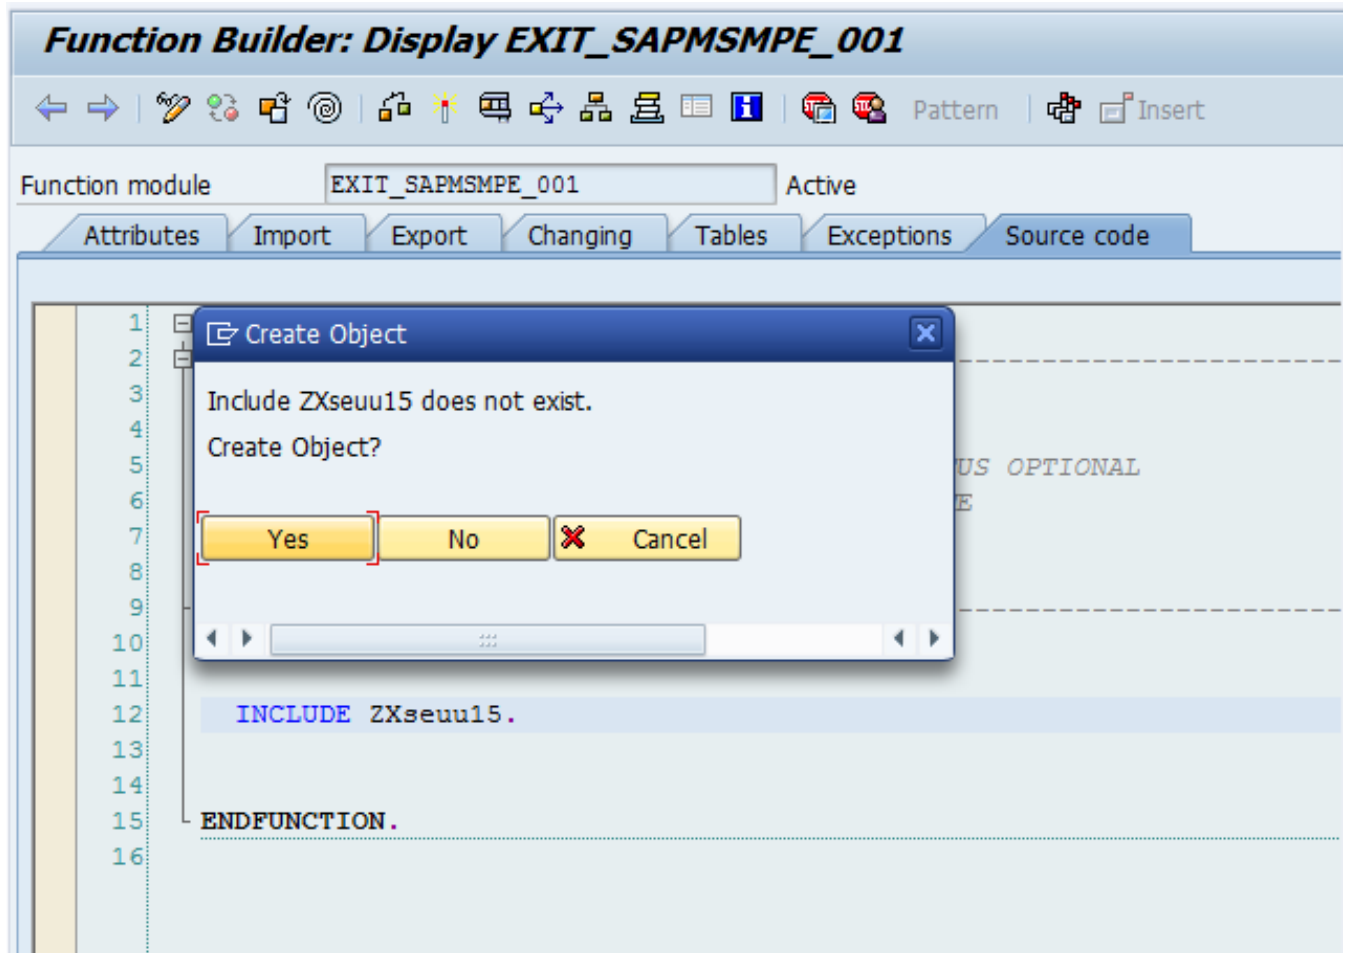 Function Builder: Display EXIT_SAPMSMPE_001
Pattern Insert
Function module EXIT_SAPMSMPE_001 Active
Attributes Import Export Changing Tables Exceptions Source code
1
Create Object
2
3
Include ZXseuu15 does not exist.
4
Create Object?
5 US OPTIONAL
6
7
Yes No Cancel
8
9
10
11
12 INCLUDE ZXseuu15.
13
14
15 ENDFUNCTION.
16